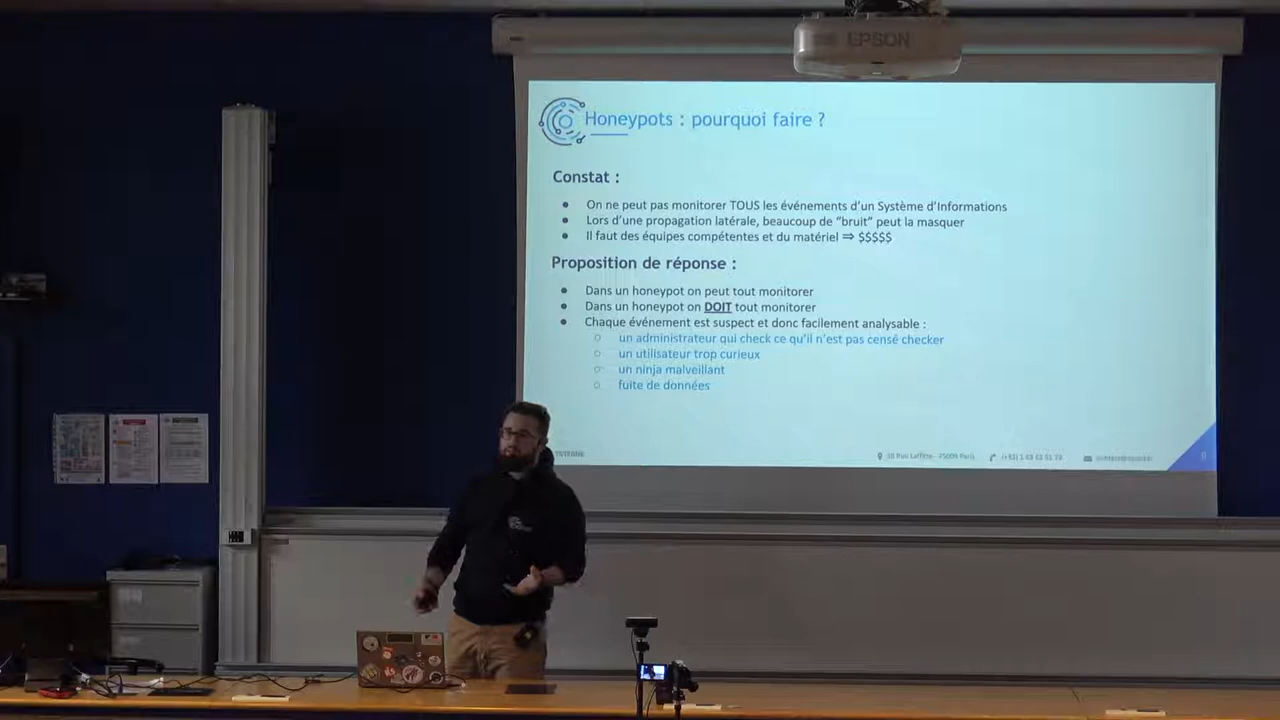 EPSON
Honeypots : pourquoi faire ?
Constat :
● On ne peut pas monitorer TOUS les événements d'un Système d'Informations
● Lors d'une propagation latérale, beaucoup de "bruit" peut la masquer
● Il faut des équipes compétentes et du matériel ⇒ $$$$$
Proposition de réponse :
● Dans un honeypot on peut tout monitorer
● Dans un honeypot on DOIT tout monitorer
● Chaque événement est suspect et donc facilement analysable :
○ un administrateur qui check ce qu'il n'est pas censé checker
○ un utilisateur trop curieux
○ un ninja malveillant
○ fuite de données
Rue Laffitte - 75009 Paris